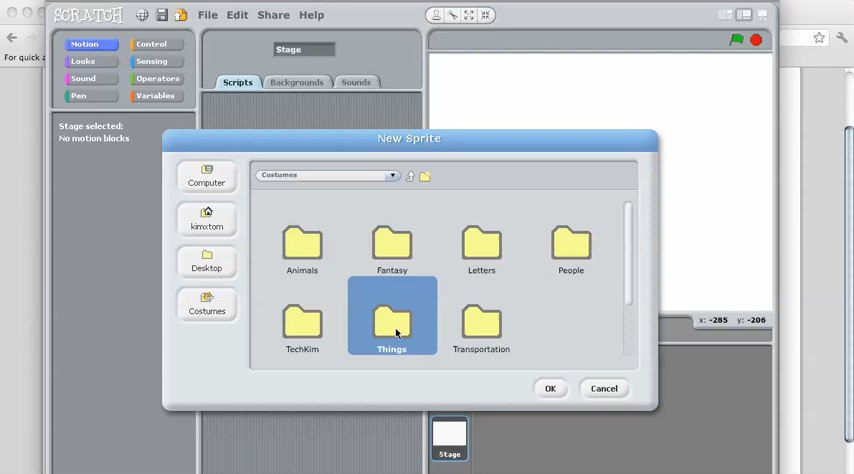 SCRATCH File Edit Share Help
For quick a
Motion Control
Looks Sensing
Sound Operators
Pen Variables
Stage
Scripts Backgrounds Sounds
Stage selected:
No motion blocks
New Sprite
Computer
kimxtom
Desktop
Costumes
Costumes
Animals Fantasy Letters People
TechKim Things Transportation
OK Cancel
x: -285 y: -206
Stage